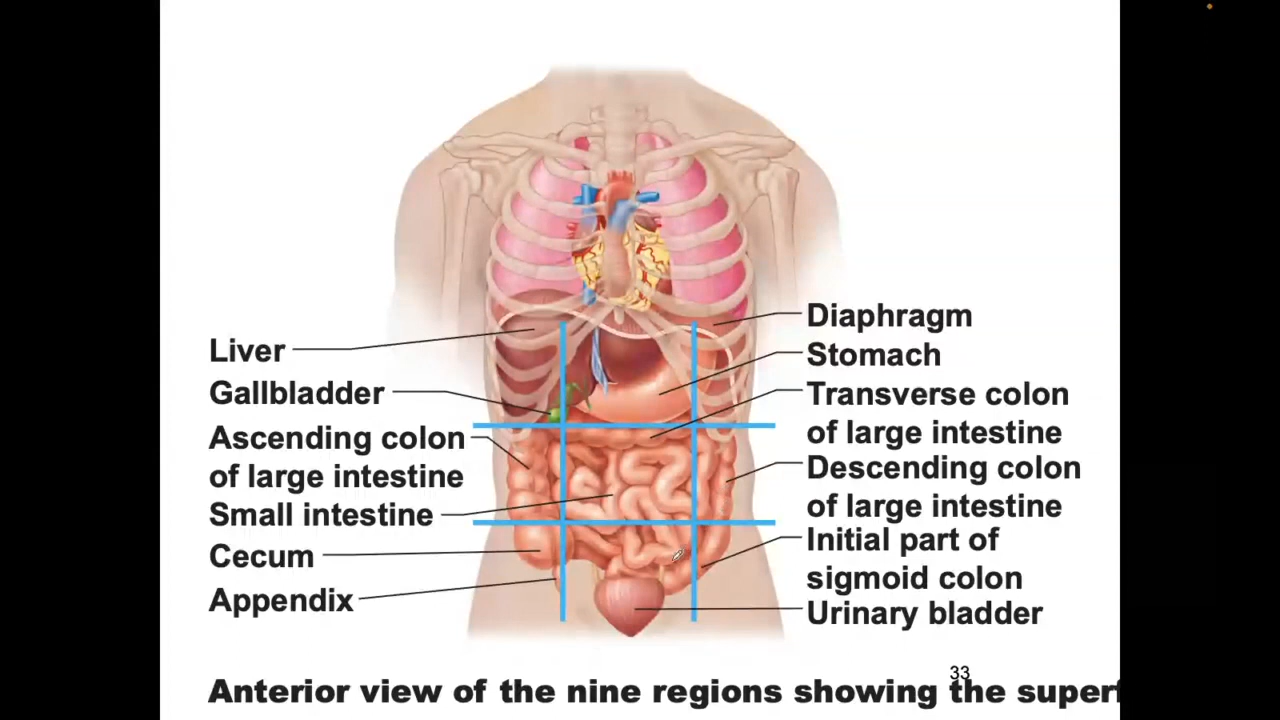 Liver
Gallbladder
Ascending colon
of large intestine
Small intestine
Cecum
Appendix
Diaphragm
Stomach
Transverse colon
of large intestine
Descending colon
of large intestine
Initial part of
sigmoid colon
Urinary bladder
33
Anterior view of the nine regions showing the